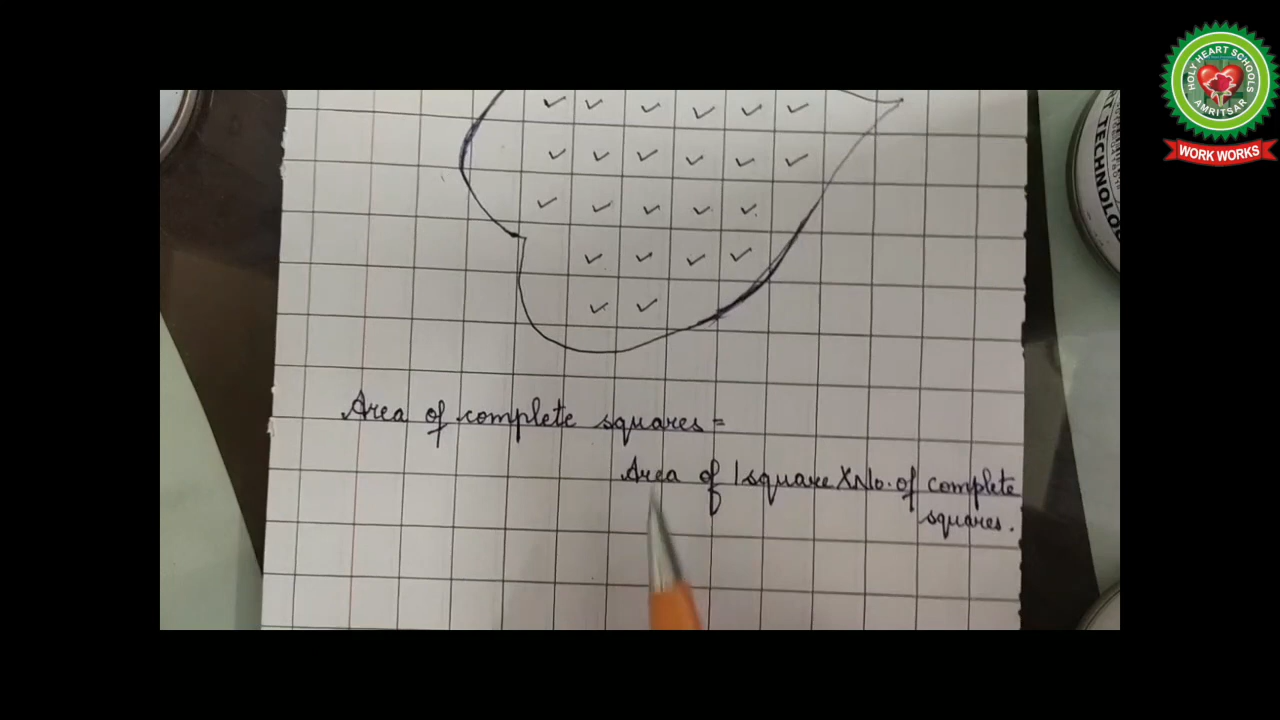 HOLY HEART SCHOOLS
AMRITSAR
WORK WORKS
T TECHNOLO
Area of complete squares =
Area of 1 square X No. of complete
squares.